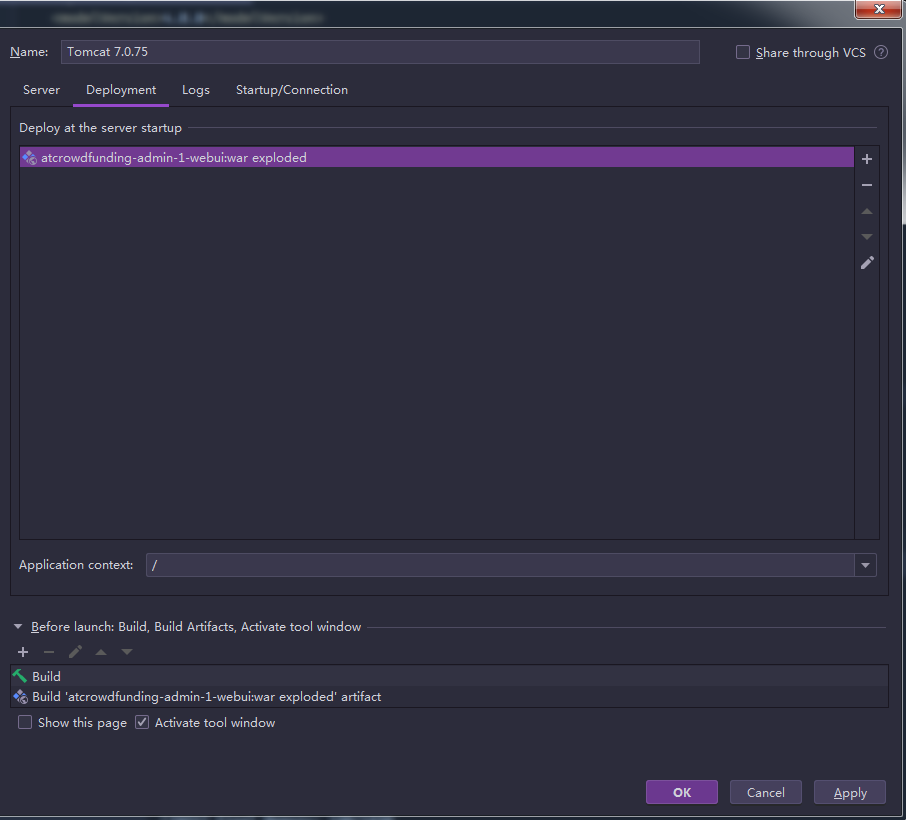 Name: Tomcat 7.0.75 Share through VCS ?
Server Deployment Logs Startup/Connection
Deploy at the server startup
atcrowdfunding-admin-1-webui:war exploded
Application context: /
Before launch: Build, Build Artifacts, Activate tool window
Build
Build 'atcrowdfunding-admin-1-webui:war exploded' artifact
Show this page Activate tool window
OK Cancel Apply